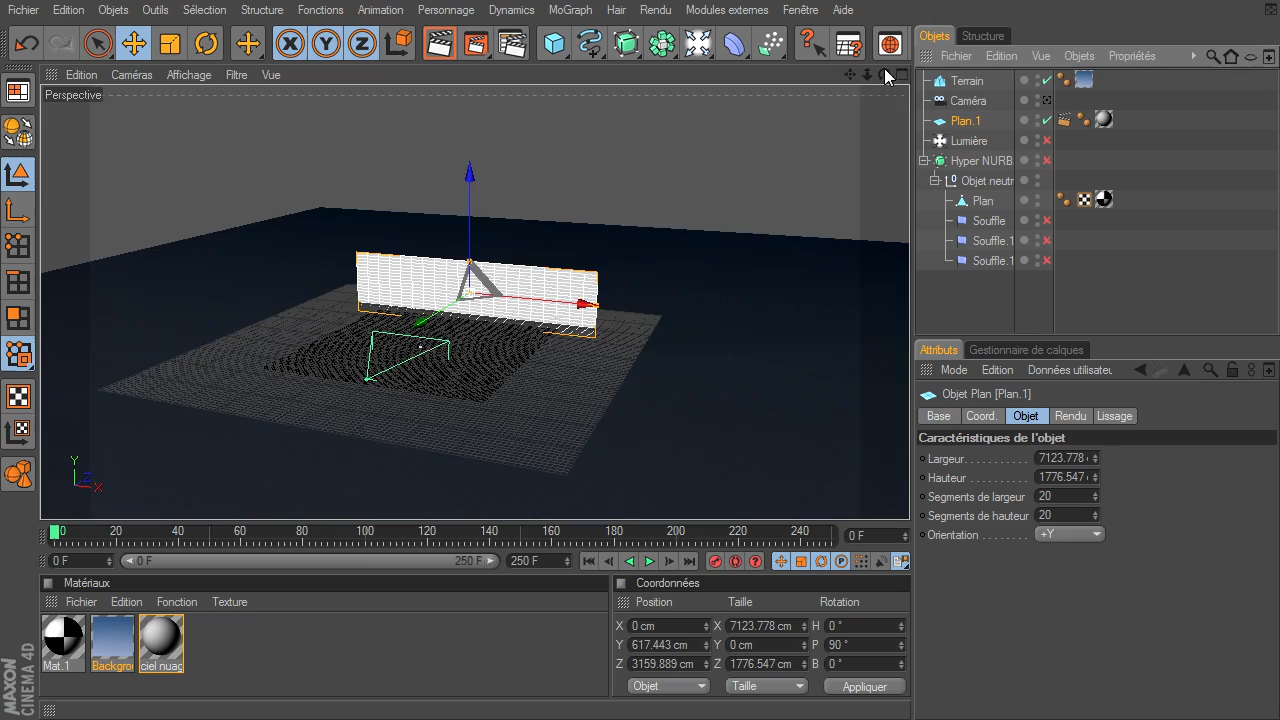 Fichier Edition Objets Outils Sélection Structure Fonctions Animation Personnage Dynamics MoGraph Hair Rendu Modules externes Fenêtre Aide
X Y Z
Objets Structure
Fichier Edition Vue Objets Propriétés
Edition Caméras Affichage Filtre Vue
Perspective
Terrain
Caméra
Plan.1
Lumière
Hyper NURB
Objet neutr
Plan
Souffle
Souffle.1
Souffle.1
Attributs Gestionnaire de calques
Mode Edition Données utilisateu
Objet Plan [Plan.1]
Base Coord. Objet Rendu Lissage
Caractéristiques de l'objet
Largeur. . . . . . . . . . 7123.778
Hauteur . . . . . . . . . . 1776.547
Segments de largeur 20
Segments de hauteur 20
Orientation . . . . . . . +Y
Y
Z
X
0 20 40 60 80 100 120 140 160 180 200 220 240 0 F
0 F 0 F 250 F 250 F
Matériaux
Fichier Edition Fonction Texture
Mat.1 Backgro ciel nuag
Coordonnées
Position Taille Rotation
X 0 cm X 7123.778 cm H 0 °
Y 617.443 cm Y 0 cm P 90 °
Z 3159.889 cm Z 1776.547 cm B 0 °
Objet Taille Appliquer
MAXON
CINEMA 4D